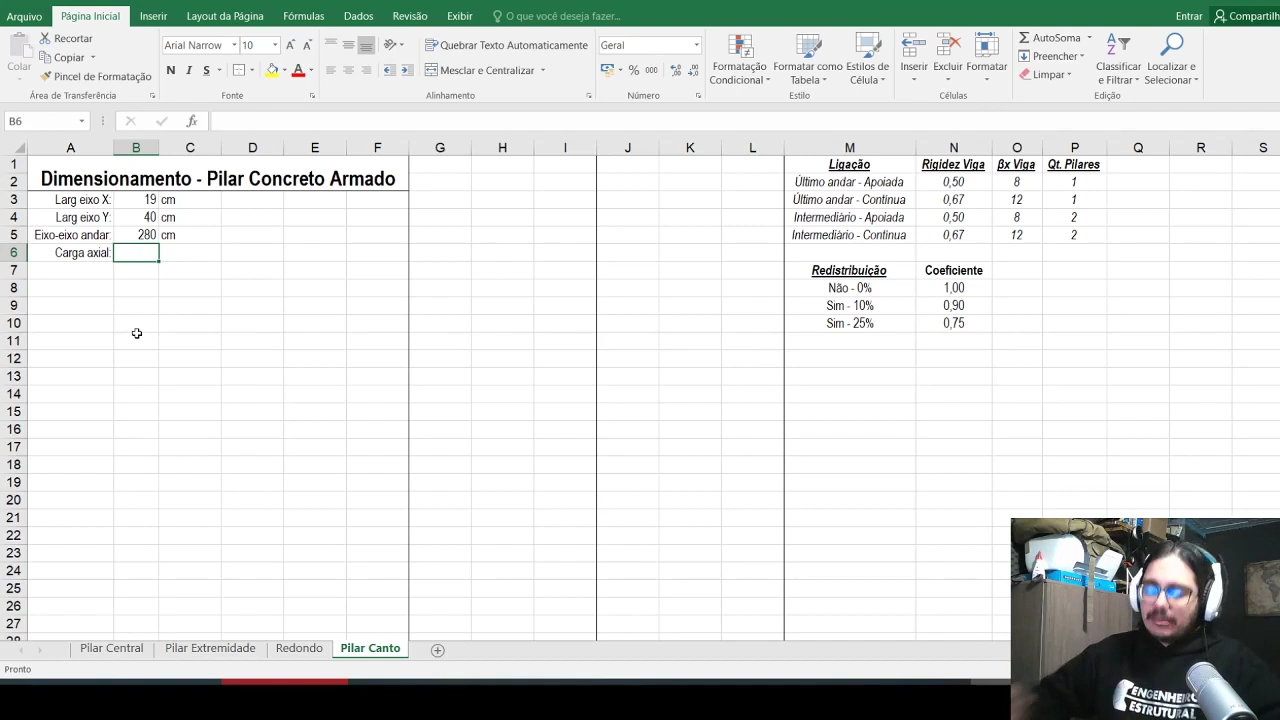 Arquivo Página Inicial Inserir Layout da Página Fórmulas Dados Revisão Exibir O que você deseja fazer... Entrar Compartilh
Colar Recortar Copiar Pincel de Formatação
Arial Narrow 10 N I S
Quebrar Texto Automaticamente Mesclar e Centralizar
Geral % 000
Formatação Condicional Formatar como Tabela Estilos de Célula
Inserir Excluir Formatar
AutoSoma Preencher Limpar Classificar e Filtrar Localizar e Selecionar
Área de Transferência Fonte Alinhamento Número Estilo Células Edição
B6 fx
A B C D E F G H I J K L M N O P Q R S
1 Ligação Rigidez Viga βx Viga Qt. Pilares
2 Dimensionamento - Pilar Concreto Armado Último andar - Apoiada 0,50 8 1
3 Larg eixo X: 19 cm Último andar - Contínua 0,67 12 1
4 Larg eixo Y: 40 cm Intermediário - Apoiada 0,50 8 2
5 Eixo-eixo andar: 280 cm Intermediário - Contínua 0,67 12 2
6 Carga axial:
7 Redistribuição Coeficiente
8 Não - 0% 1,00
9 Sim - 10% 0,90
10 Sim - 25% 0,75
11
12
13
14
15
16
17
18
19
20
21
22
23
24
25
26
27
28
Pilar Central Pilar Extremidade Redondo Pilar Canto
Pronto
ENGENHEIRO
ESTRUTURAL